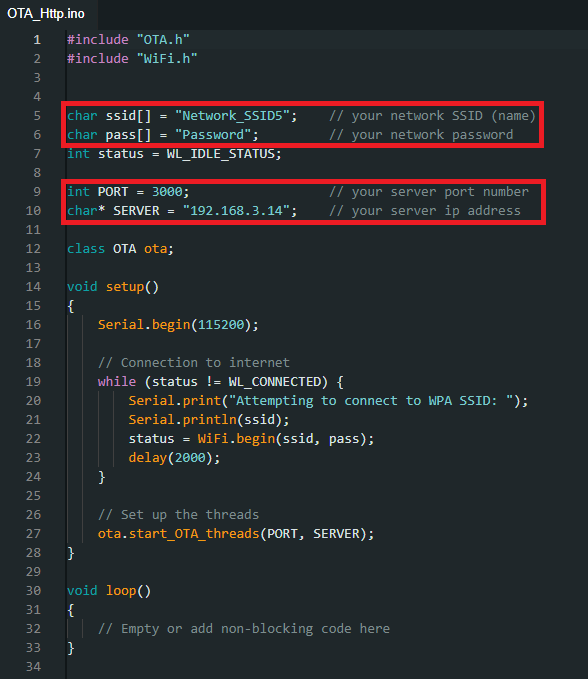 OTA_Http.ino
1 #include "OTA.h"
2 #include "WiFi.h"
3
4
5 char ssid[] = "Network_SSID5";    // your network SSID (name)
6 char pass[] = "Password";         // your network password
7 int status = WL_IDLE_STATUS;
8
9 int PORT = 3000;                  // your server port number
10 char* SERVER = "192.168.3.14";    // your server ip address
11
12 class OTA ota;
13
14 void setup()
15 {
16     Serial.begin(115200);
17
18     // Connection to internet
19     while (status != WL_CONNECTED) {
20         Serial.print("Attempting to connect to WPA SSID: ");
21         Serial.println(ssid);
22         status = WiFi.begin(ssid, pass);
23         delay(2000);
24     }
25
26     // Set up the threads
27     ota.start_OTA_threads(PORT, SERVER);
28 }
29
30 void loop()
31 {
32     // Empty or add non-blocking code here
33 }
34